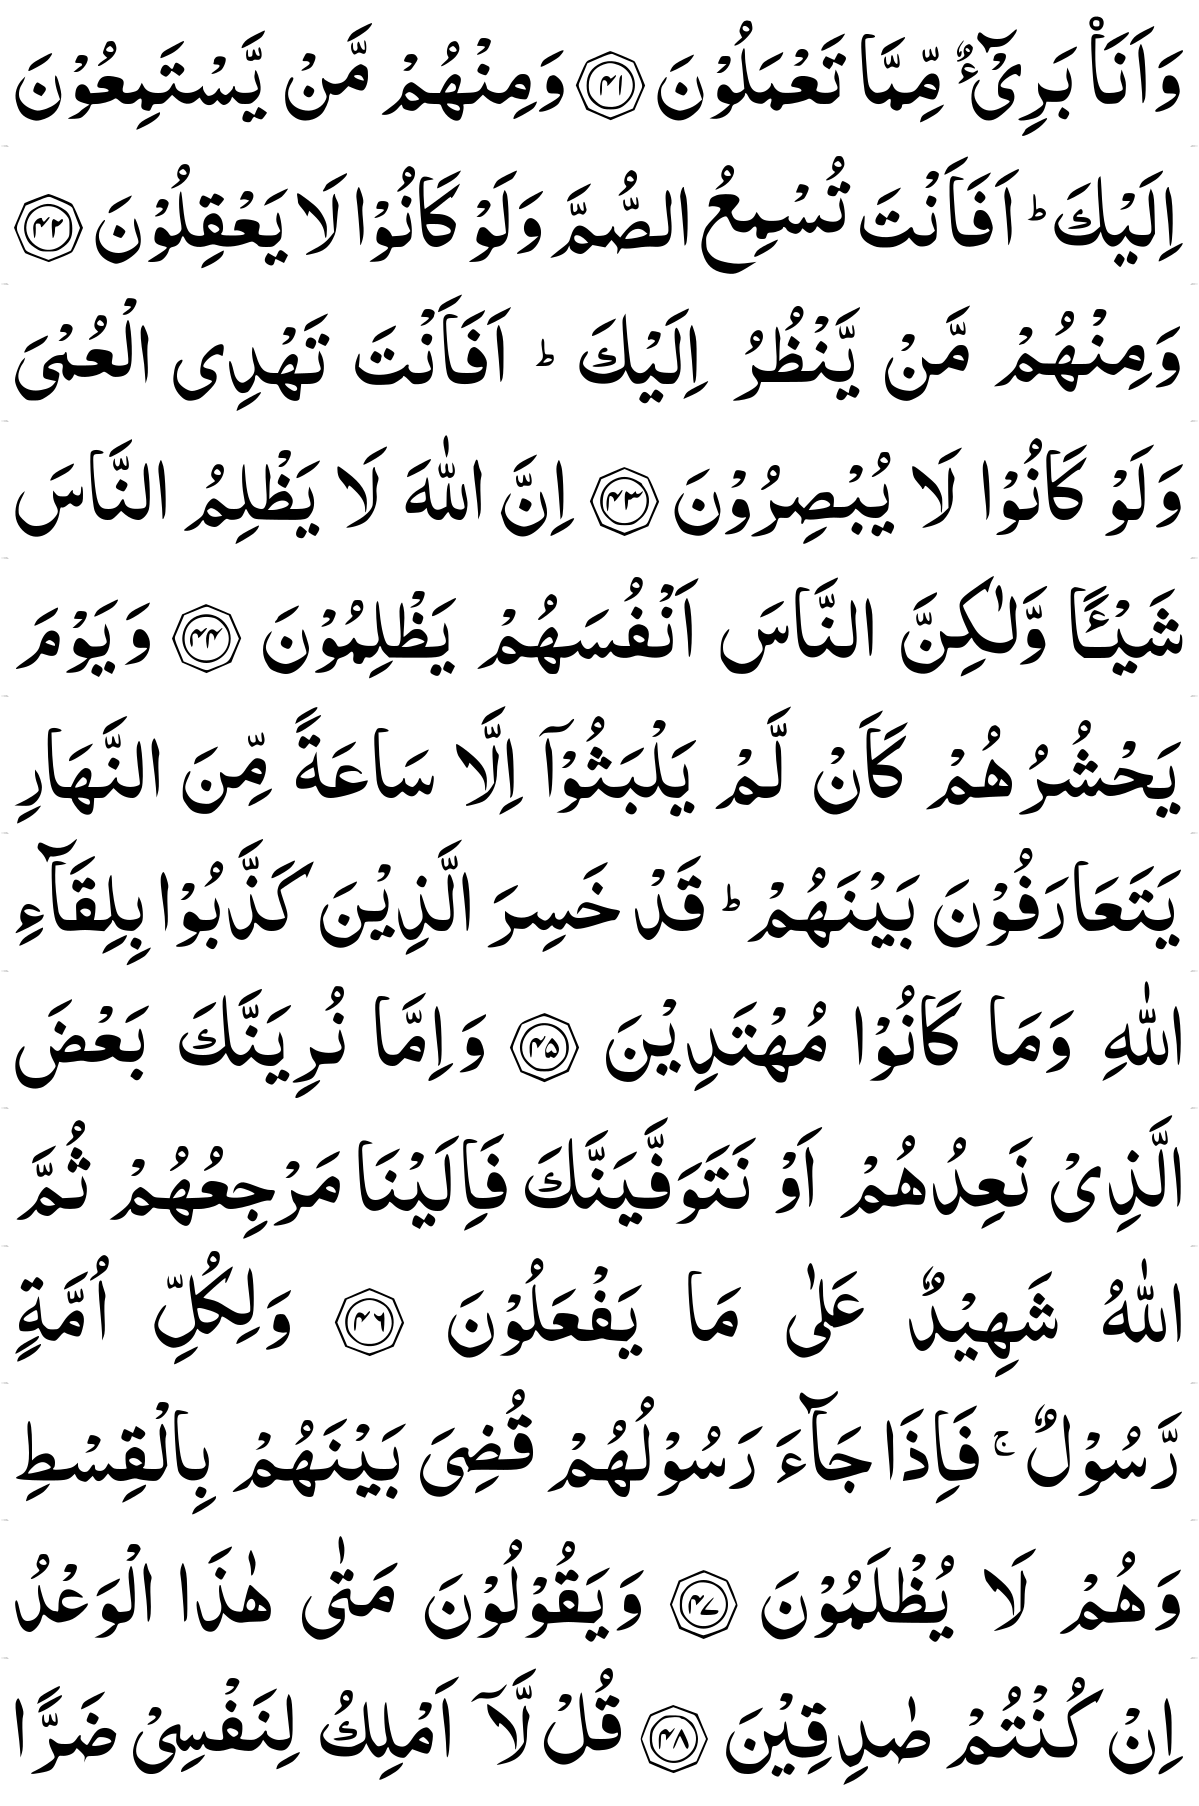 وَاَنَا۠ بَرِیْٓءٌ مِّمَّا تَعْمَلُوْنَ ﴿۴۱﴾ وَمِنْهُمْ مَّنْ یَّسْتَمِعُوْنَ
اِلَیْكَ ؕ اَفَاَنْتَ تُسْمِعُ الصُّمَّ وَلَوْ كَانُوْا لَا یَعْقِلُوْنَ ﴿۴۲﴾
وَمِنْهُمْ مَّنْ یَّنْظُرُ اِلَیْكَ ؕ اَفَاَنْتَ تَهْدِی الْعُمْیَ
وَلَوْ كَانُوْا لَا یُبْصِرُوْنَ ﴿۴۳﴾ اِنَّ اللّٰهَ لَا یَظْلِمُ النَّاسَ
شَیْـًٔا وَّلٰكِنَّ النَّاسَ اَنْفُسَهُمْ یَظْلِمُوْنَ ﴿۴۴﴾ وَیَوْمَ
یَحْشُرُهُمْ كَاَنْ لَّمْ یَلْبَثُوْۤا اِلَّا سَاعَةً مِّنَ النَّهَارِ
یَتَعَارَفُوْنَ بَیْنَهُمْ ؕ قَدْ خَسِرَ الَّذِیْنَ كَذَّبُوْا بِلِقَآءِ
اللّٰهِ وَمَا كَانُوْا مُهْتَدِیْنَ ﴿۴۵﴾ وَاِمَّا نُرِیَنَّكَ بَعْضَ
الَّذِیْ نَعِدُهُمْ اَوْ نَتَوَفَّیَنَّكَ فَاِلَیْنَا مَرْجِعُهُمْ ثُمَّ
اللّٰهُ شَهِیْدٌ عَلٰی مَا یَفْعَلُوْنَ ﴿۴۶﴾ وَلِكُلِّ اُمَّةٍ
رَّسُوْلٌ ۚ فَاِذَا جَآءَ رَسُوْلُهُمْ قُضِیَ بَیْنَهُمْ بِالْقِسْطِ
وَهُمْ لَا یُظْلَمُوْنَ ﴿۴۷﴾ وَیَقُوْلُوْنَ مَتٰی هٰذَا الْوَعْدُ
اِنْ كُنْتُمْ صٰدِقِیْنَ ﴿۴۸﴾ قُلْ لَّاۤ اَمْلِكُ لِنَفْسِیْ ضَرًّا